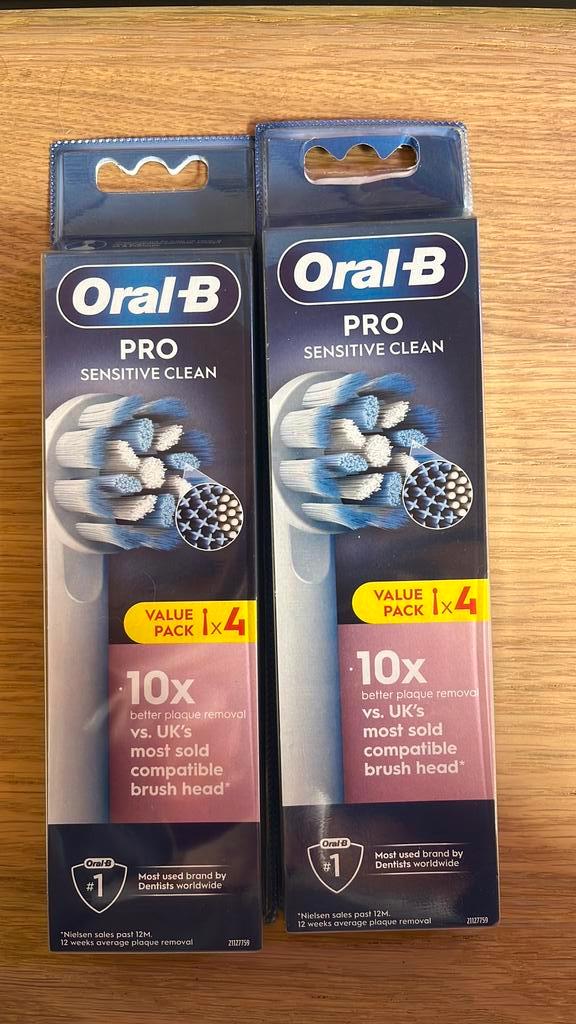 Oral-B
PRO
SENSITIVE CLEAN
VALUE
PACK x4
10x
better plaque removal
vs. UK's
most sold
compatible
brush head*
Oral-B
#1
Most used brand by
Dentists worldwide
*Nielsen sales past 12M.
12 weeks average plaque removal
21127759
Oral-B
PRO
SENSITIVE CLEAN
VALUE
PACK x4
10x
better plaque removal
vs. UK's
most sold
compatible
brush head*
Oral-B
#1
Most used brand by
Dentists worldwide
*Nielsen sales past 12M.
12 weeks average plaque removal
21127759